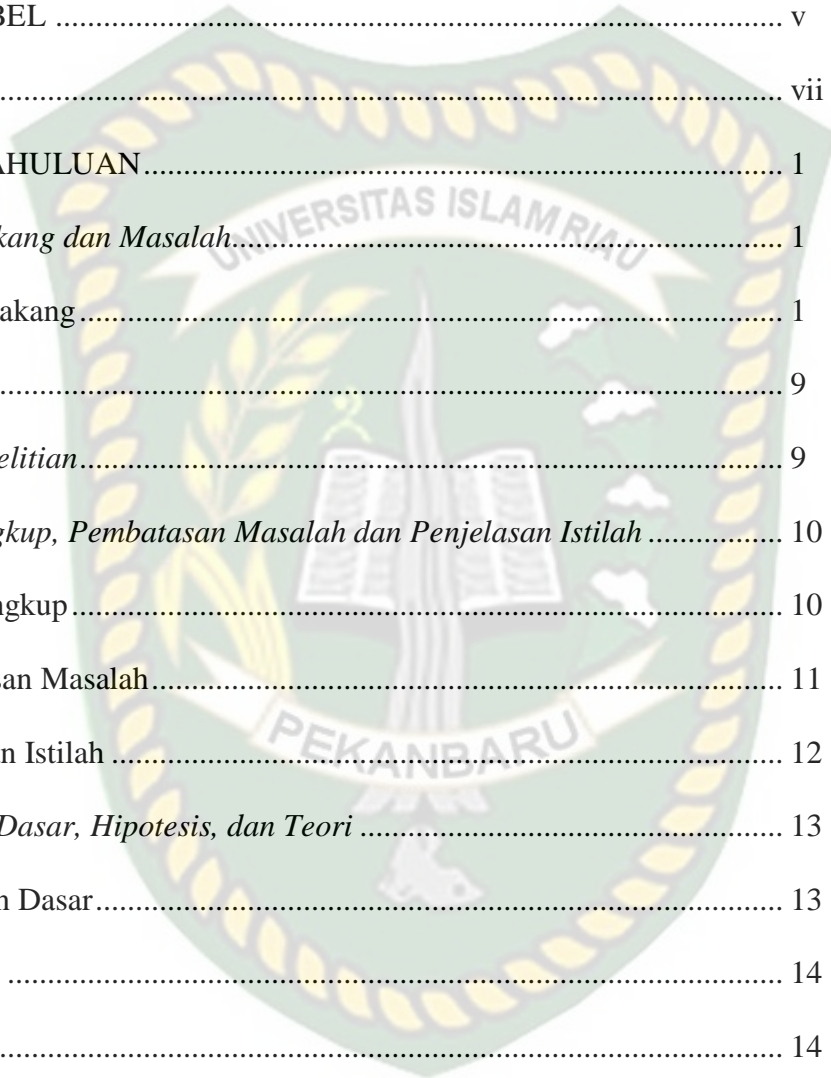 BEL ........ v
........ vii
AHULUAN ........ 1
kang dan Masalah ........ 1
akang ........ 1
........ 9
elitian ........ 9
gkup, Pembatasan Masalah dan Penjelasan Istilah ........ 10
ngkup ........ 10
san Masalah ........ 11
n Istilah ........ 12
Dasar, Hipotesis, dan Teori ........ 13
n Dasar ........ 13
........ 14
........ 14
UNIVERSITAS ISLAM RIAU
PEKANBARU